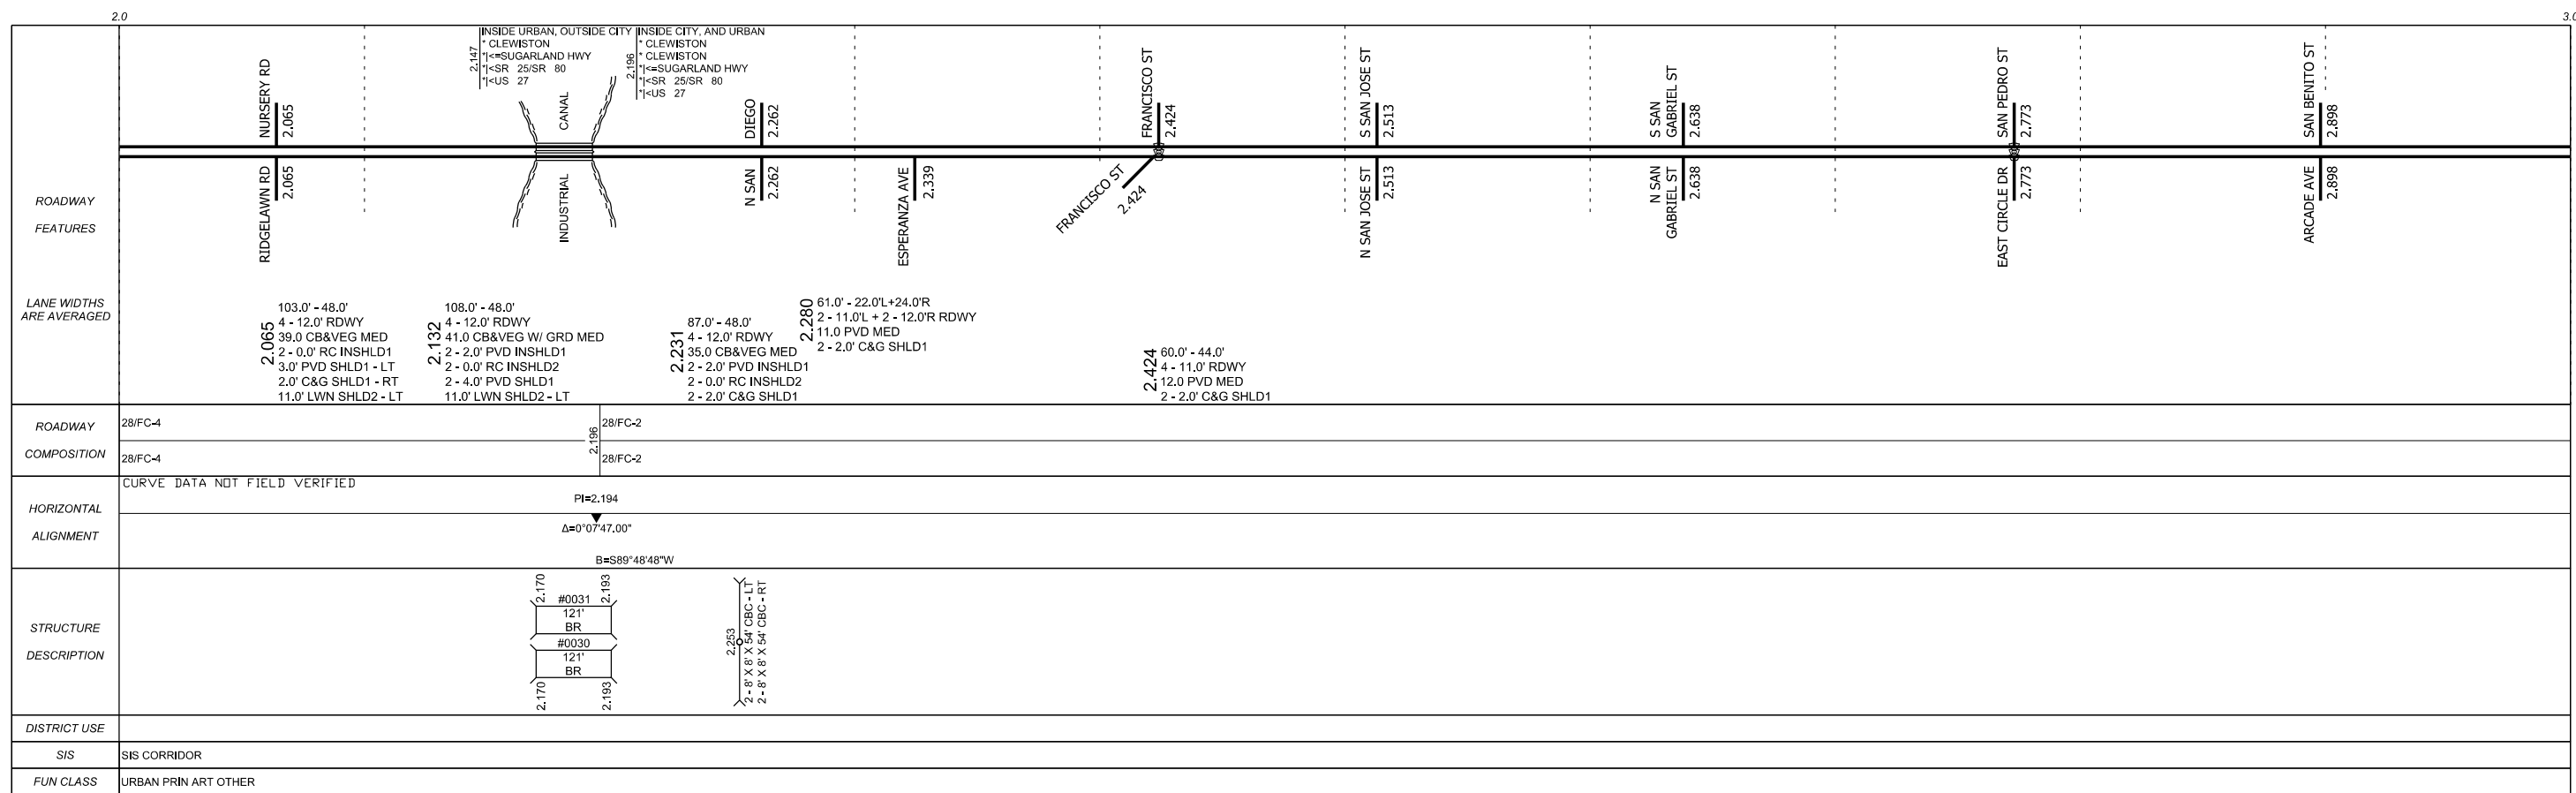 2.0
3.0
2.147
INSIDE URBAN, OUTSIDE CITY
* CLEWISTON
*|<=SUGARLAND HWY
*|<SR 25/SR 80
*|<US 27
2.196
INSIDE CITY, AND URBAN
* CLEWISTON
* CLEWISTON
*|<=SUGARLAND HWY
*|<SR 25/SR 80
*|<US 27
NURSERY RD
2.065
CANAL
DIEGO
2.262
FRANCISCO ST
2.424
S SAN JOSE ST
2.513
S SAN
GABRIEL ST
2.638
SAN PEDRO ST
2.773
SAN BENITO ST
2.898
ROADWAY
FEATURES
RIDGELAWN RD
2.065
INDUSTRIAL
N SAN
2.262
ESPERANZA AVE
2.339
FRANCISCO ST
2.424
N SAN JOSE ST
2.513
N SAN
GABRIEL ST
2.638
EAST CIRCLE DR
2.773
ARCADE AVE
2.898
LANE WIDTHS
ARE AVERAGED
2.065
103.0' - 48.0'
4 - 12.0' RDWY
39.0 CB&VEG MED
2 - 0.0' RC INSHLD1
3.0' PVD SHLD1 - LT
2.0' C&G SHLD1 - RT
11.0' LWN SHLD2 - LT
2.132
108.0' - 48.0'
4 - 12.0' RDWY
41.0 CB&VEG W/ GRD MED
2 - 2.0' PVD INSHLD1
2 - 0.0' RC INSHLD2
2 - 4.0' PVD SHLD1
11.0' LWN SHLD2 - LT
2.231
87.0' - 48.0'
4 - 12.0' RDWY
35.0 CB&VEG MED
2 - 2.0' PVD INSHLD1
2 - 0.0' RC INSHLD2
2 - 2.0' C&G SHLD1
2.280
61.0' - 22.0'L+24.0'R
2 - 11.0'L + 2 - 12.0'R RDWY
11.0 PVD MED
2 - 2.0' C&G SHLD1
2.424
60.0' - 44.0'
4 - 11.0' RDWY
12.0 PVD MED
2 - 2.0' C&G SHLD1
ROADWAY
COMPOSITION
28/FC-4
2.196
28/FC-2
28/FC-4
28/FC-2
HORIZONTAL
ALIGNMENT
CURVE DATA NOT FIELD VERIFIED
PI=2.194
Δ=0°07'47.00"
B=S89°48'48"W
STRUCTURE
DESCRIPTION
2.170
2.193
#0031
121'
BR
#0030
121'
BR
2.170
2.193
2.253
2 - 8' X 8' X 54' CBC - LT
2 - 8' X 8' X 54' CBC - RT
DISTRICT USE
SIS
SIS CORRIDOR
FUN CLASS
URBAN PRIN ART OTHER